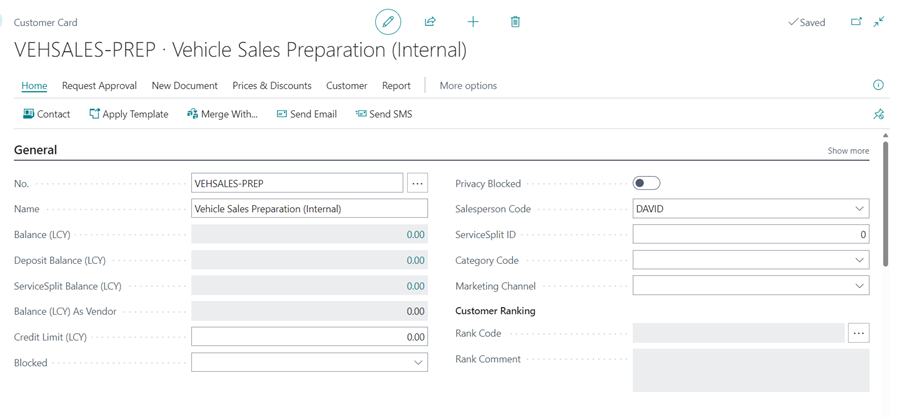 Customer Card
Saved
VEHSALES-PREP · Vehicle Sales Preparation (Internal)
Home Request Approval New Document Prices & Discounts Customer Report More options
Contact Apply Template Merge With... Send Email Send SMS
General
Show more
No. VEHSALES-PREP
Name Vehicle Sales Preparation (Internal)
Balance (LCY) 0.00
Deposit Balance (LCY) 0.00
ServiceSplit Balance (LCY) 0.00
Balance (LCY) As Vendor 0.00
Credit Limit (LCY) 0.00
Blocked
Privacy Blocked
Salesperson Code DAVID
ServiceSplit ID 0
Category Code
Marketing Channel
Customer Ranking
Rank Code
Rank Comment